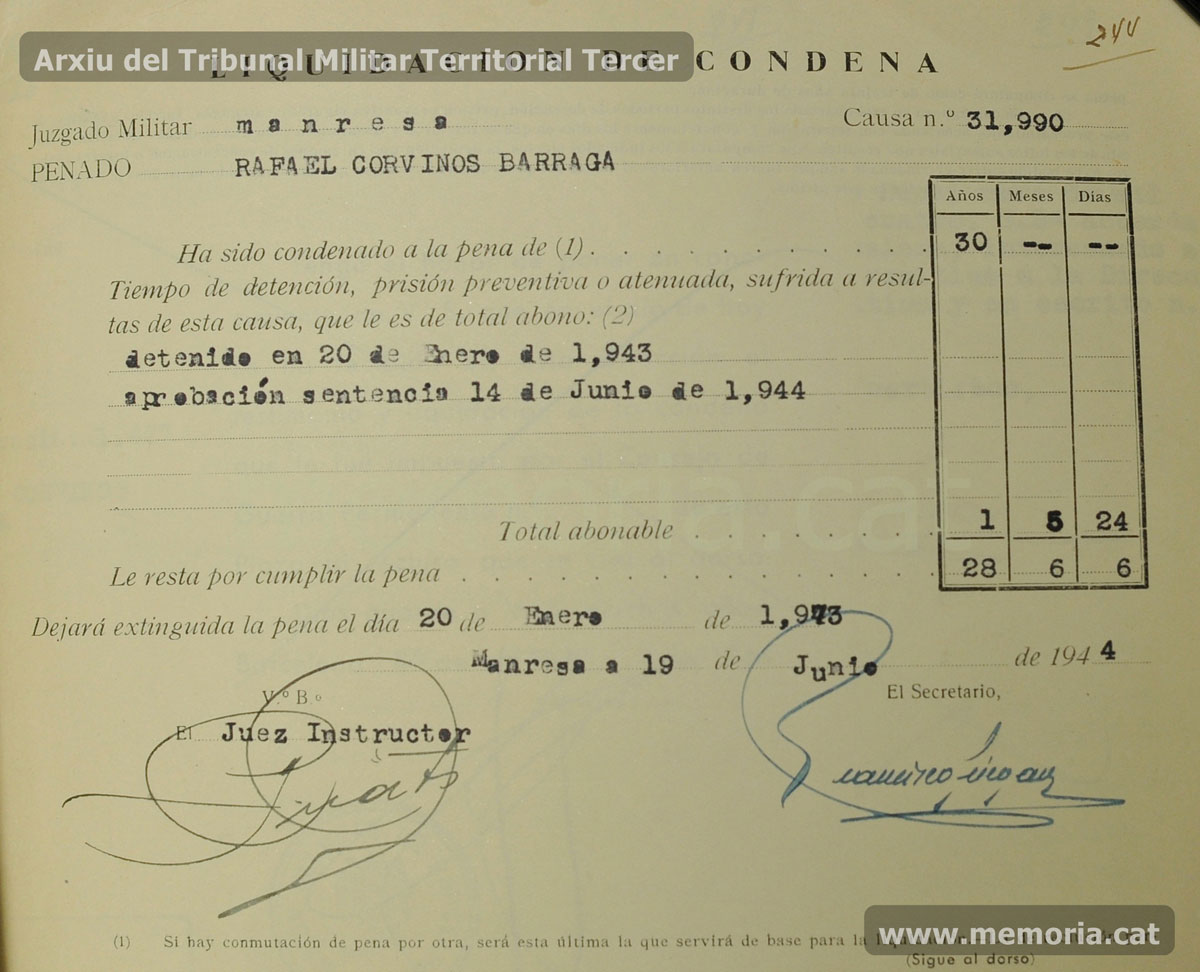 244
Arxiu del Tribunal Militar Territorial Tercer
LIQUIDACION DE CONDENA
Juzgado Militar manresa Causa n.º 31,990
PENADO RAFAEL CORVINOS BARRAGA
Años Meses Días
Ha sido condenado a la pena de (1) . . . . . . . . . . . 30 -- --
Tiempo de detención, prisión preventiva o atenuada, sufrida a resul-
tas de esta causa, que le es de total abono: (2)
detenido en 20 de Enero de 1,943
aprobación sentencia 14 de Junio de 1,944
Total abonable . . . . . . . . 1 5 24
Le resta por cumplir la pena . . . . . . . . . . . . . . . 28 6 6
Dejará extinguida la pena el día 20 de Enero de 1,973
Manresa a 19 de Junio de 1944
V.º B.º El Secretario,
El Juez Instructor
(1) Si hay conmutación de pena por otra, será esta última la que servirá de base para la
www.memoria.cat
(Sigue al dorso)